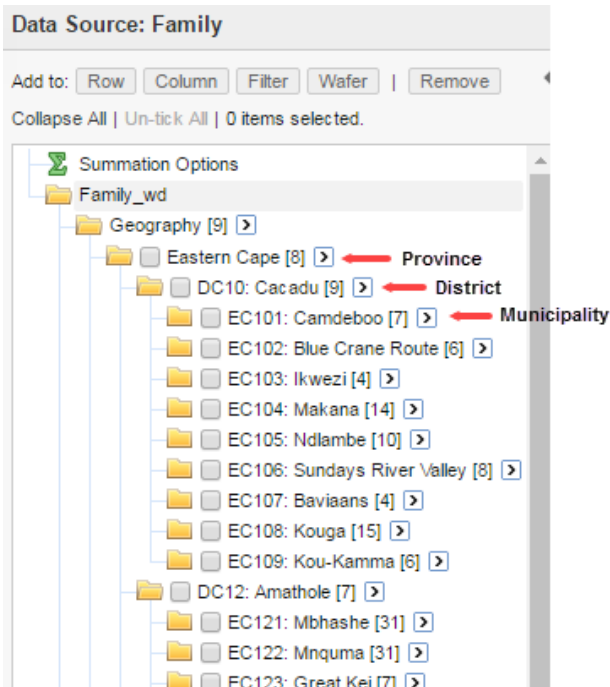 Data Source: Family
Add to: Row Column Filter Wafer | Remove
Collapse All | Un-tick All | 0 items selected.
Summation Options
Family_wd
Geography [9]
Eastern Cape [8] Province
DC10: Cacadu [9] District
EC101: Camdeboo [7] Municipality
EC102: Blue Crane Route [6]
EC103: Ikwezi [4]
EC104: Makana [14]
EC105: Ndlambe [10]
EC106: Sundays River Valley [8]
EC107: Baviaans [4]
EC108: Kouga [15]
EC109: Kou-Kamma [6]
DC12: Amathole [7]
EC121: Mbhashe [31]
EC122: Mnquma [31]
EC123: Great Kei [7]